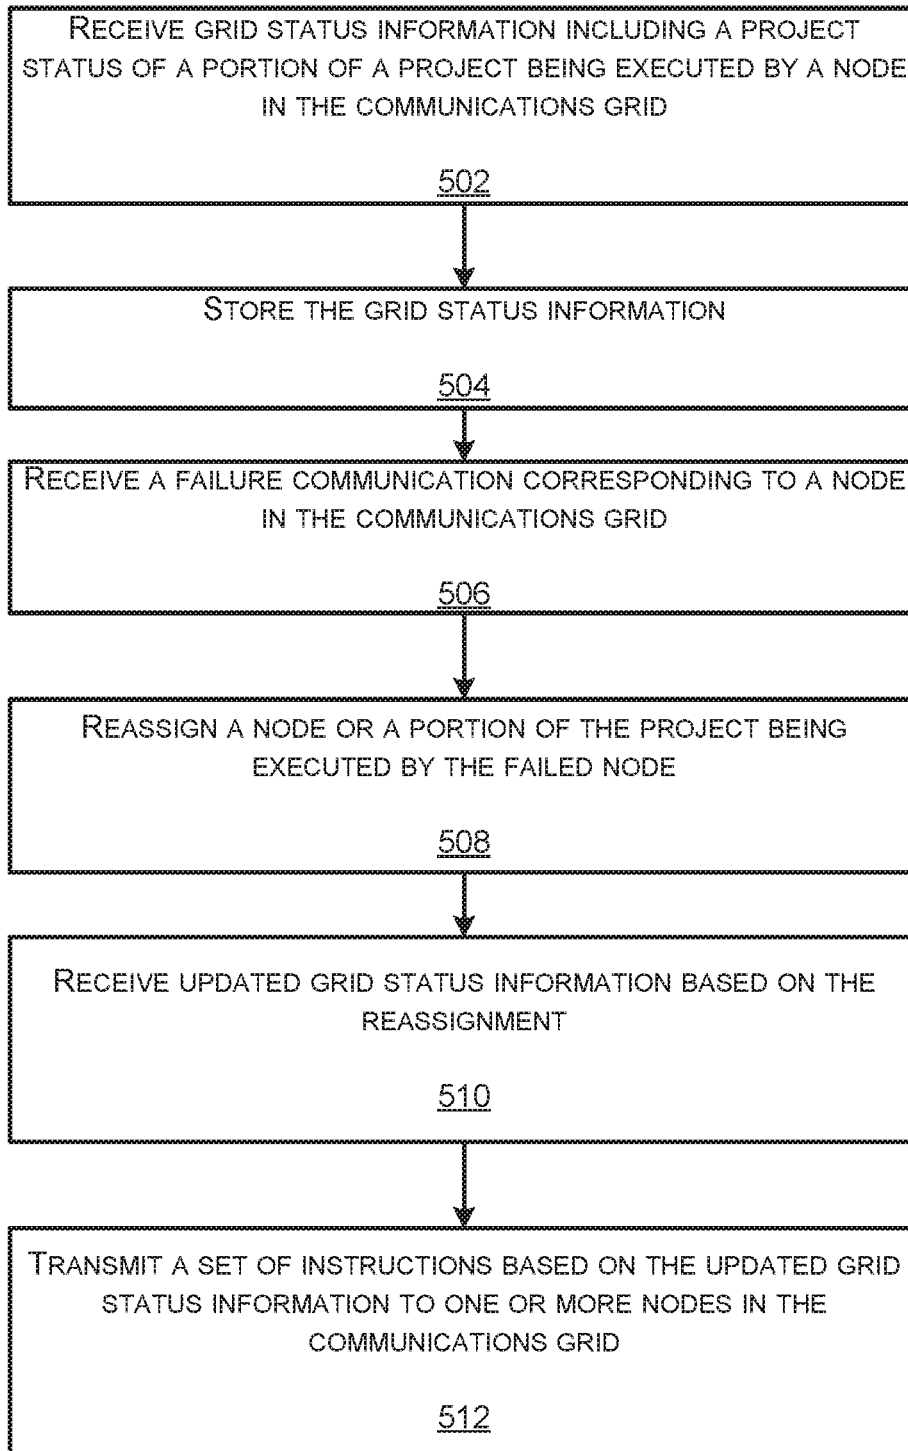 RECEIVE GRID STATUS INFORMATION INCLUDING A PROJECT
STATUS OF A PORTION OF A PROJECT BEING EXECUTED BY A NODE
IN THE COMMUNICATIONS GRID
502
STORE THE GRID STATUS INFORMATION
504
RECEIVE A FAILURE COMMUNICATION CORRESPONDING TO A NODE
IN THE COMMUNICATIONS GRID
506
REASSIGN A NODE OR A PORTION OF THE PROJECT BEING
EXECUTED BY THE FAILED NODE
508
RECEIVE UPDATED GRID STATUS INFORMATION BASED ON THE
REASSIGNMENT
510
TRANSMIT A SET OF INSTRUCTIONS BASED ON THE UPDATED GRID
STATUS INFORMATION TO ONE OR MORE NODES IN THE
COMMUNICATIONS GRID
512